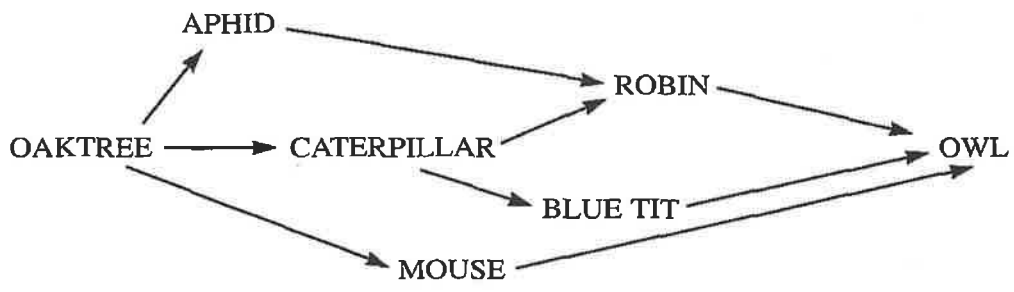 APHID
ROBIN
OAKTREE
CATERPILLAR
OWL
BLUE TIT
MOUSE